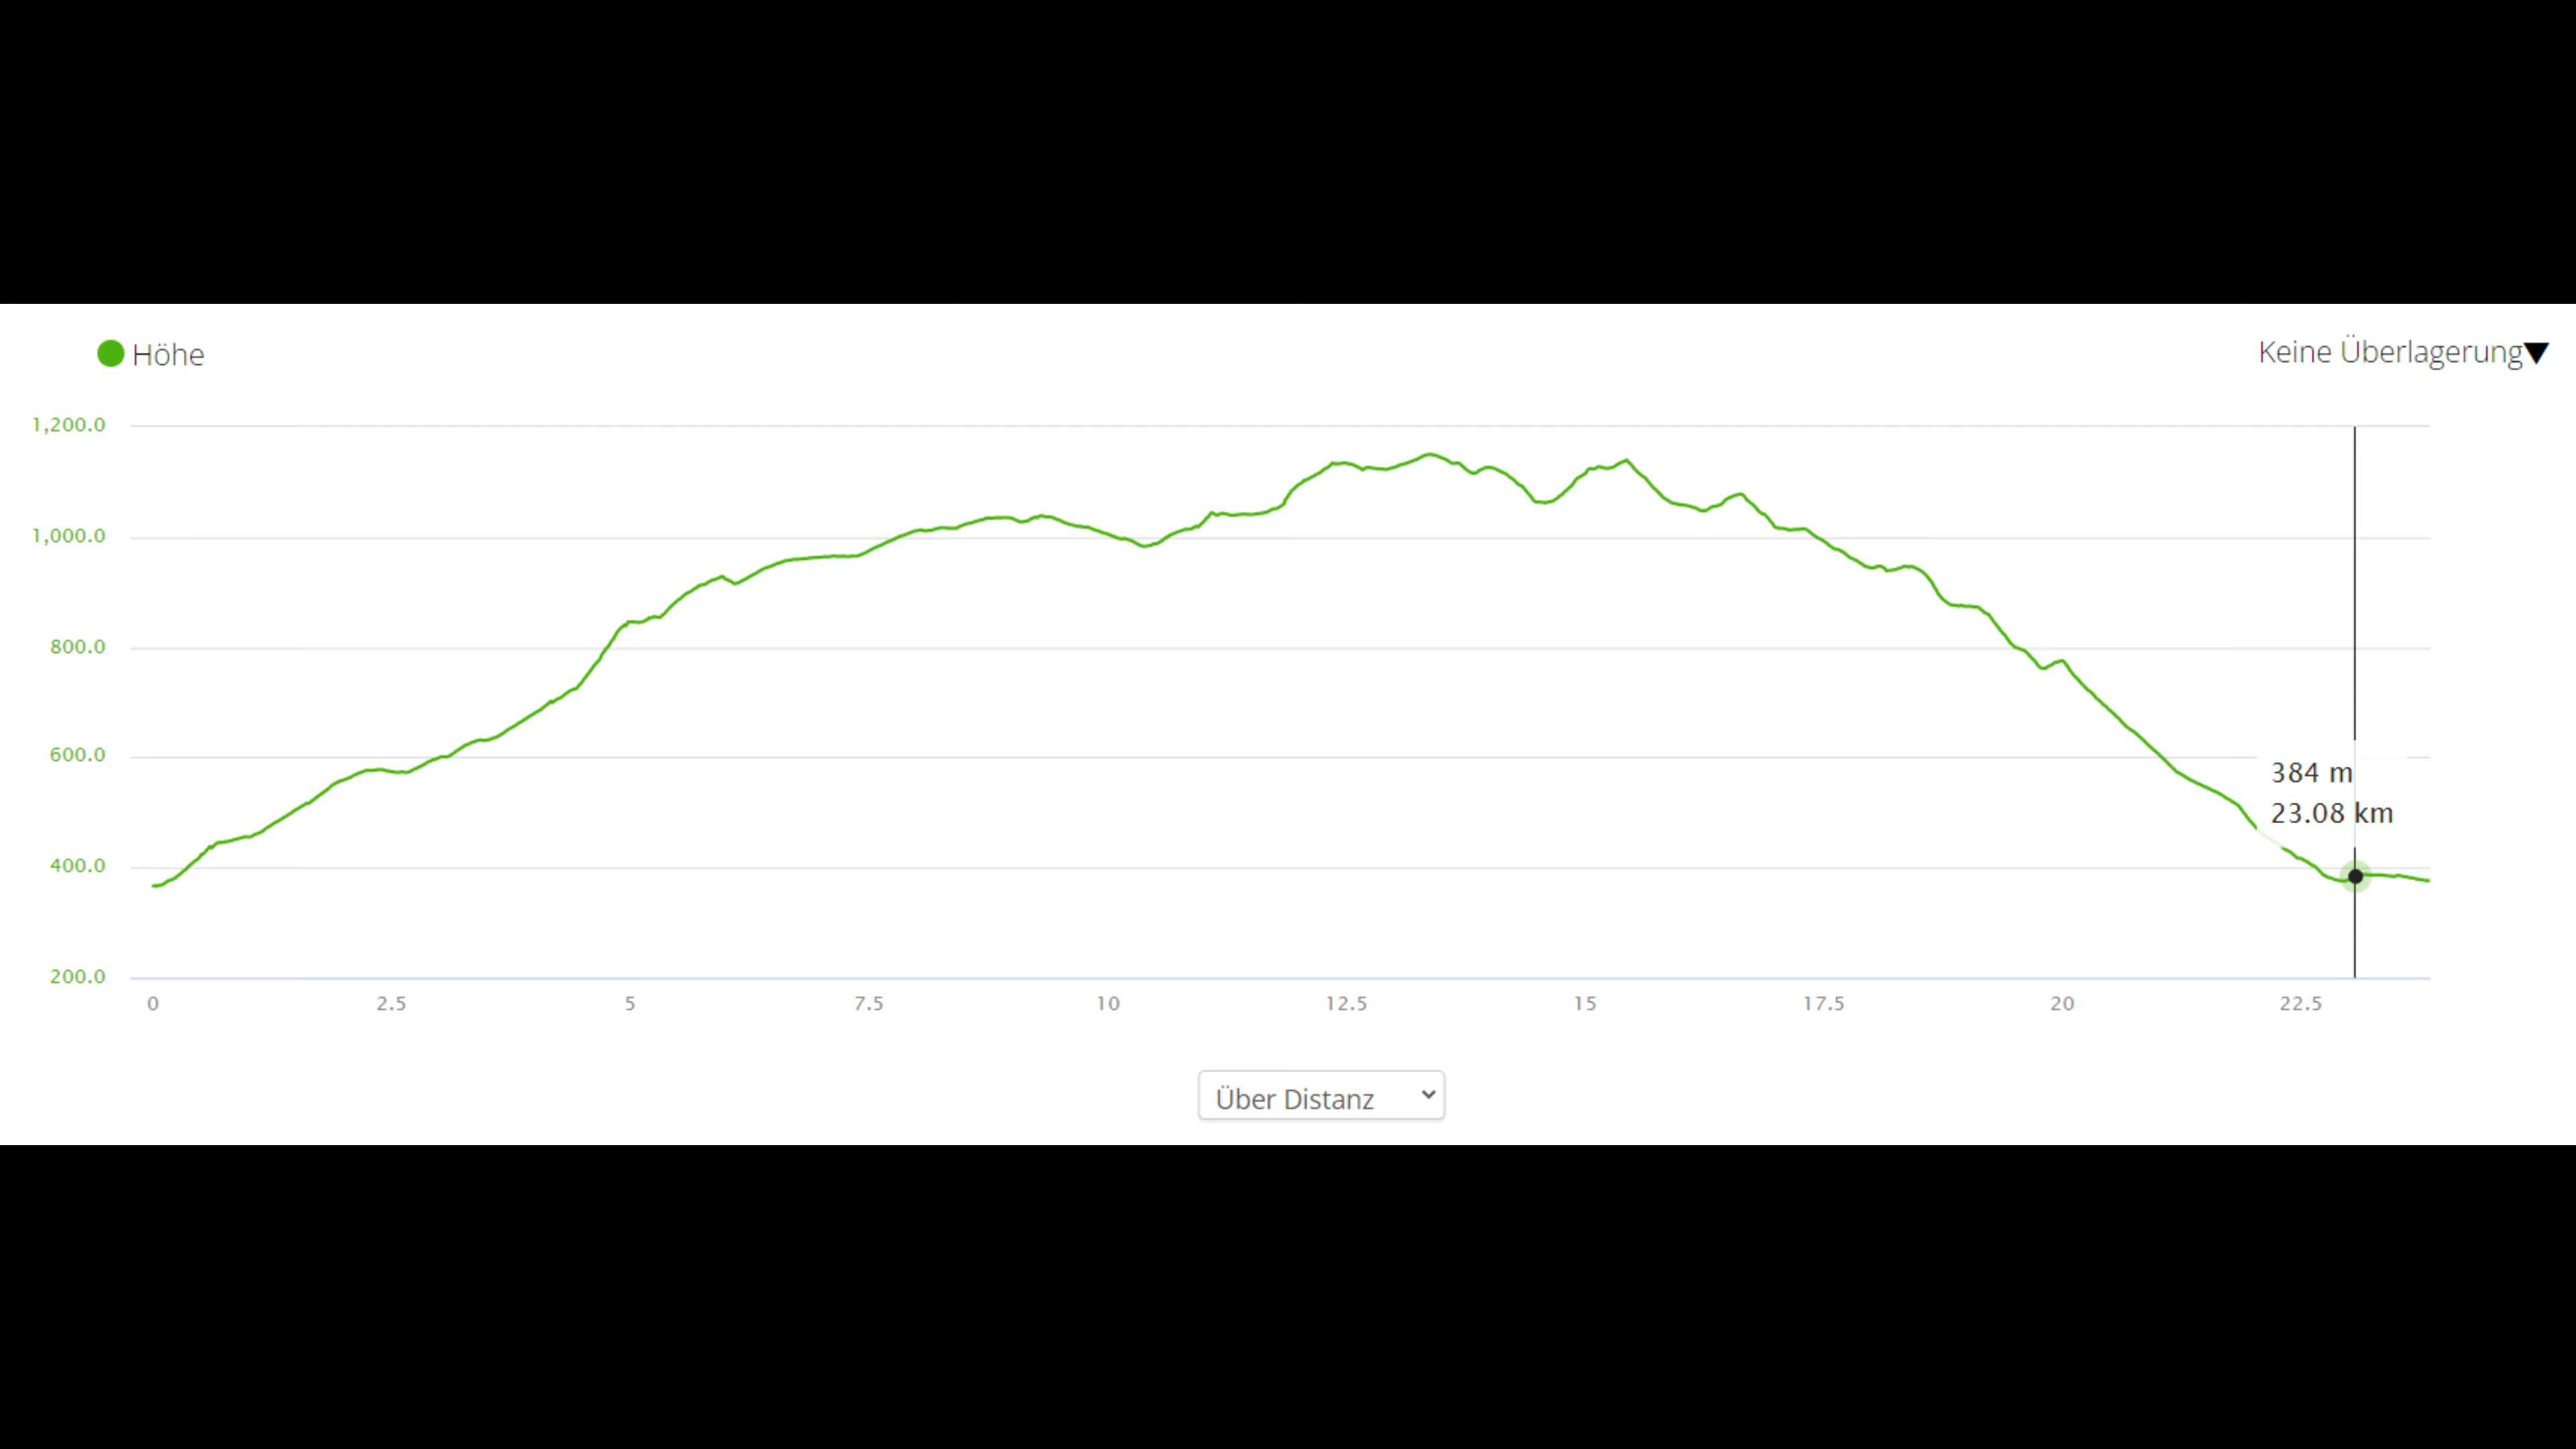 Höhe
Keine Überlagerung
1,200.0
1,000.0
800.0
600.0
400.0
200.0
384 m
23.08 km
0 2.5 5 7.5 10 12.5 15 17.5 20 22.5
Über Distanz